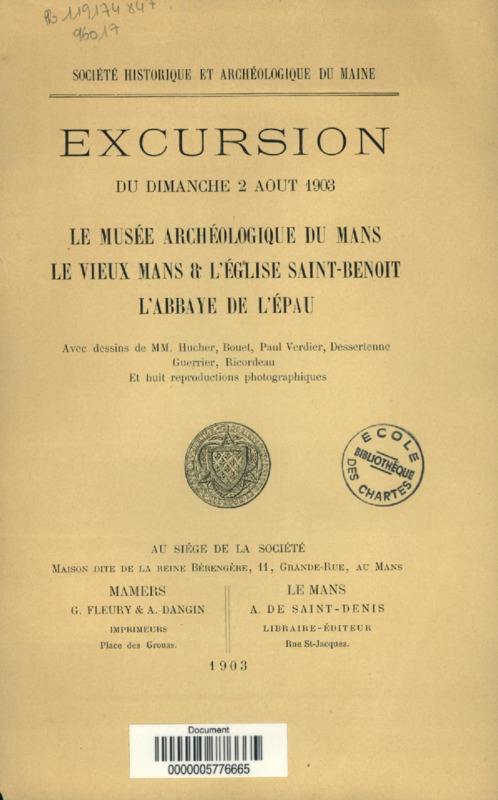 119174847
96017
SOCIÉTÉ HISTORIQUE ET ARCHÉOLOGIQUE DU MAINE
EXCURSION
DU DIMANCHE 2 AOUT 1903
LE MUSÉE ARCHÉOLOGIQUE DU MANS
LE VIEUX MANS & L'ÉGLISE SAINT-BENOIT
L'ABBAYE DE L'ÉPAU
Avec dessins de MM. Hucher, Bouet, Paul Verdier, Dessertenne
Guerrier, Ricordeau
Et huit reproductions photographiques
ECOLE
BIBLIOTHÈQUE
DES CHARTES
AU SIÉGE DE LA SOCIÉTÉ
MAISON DITE DE LA REINE BÉRENGÈRE, 11, GRANDE-RUE, AU MANS
MAMERS
G. FLEURY & A. DANGIN
IMPRIMEURS
Place des Grouas.
LE MANS
A. DE SAINT-DENIS
LIBRAIRE-ÉDITEUR
Rue St-Jacques.
1903
Document
0000005776665